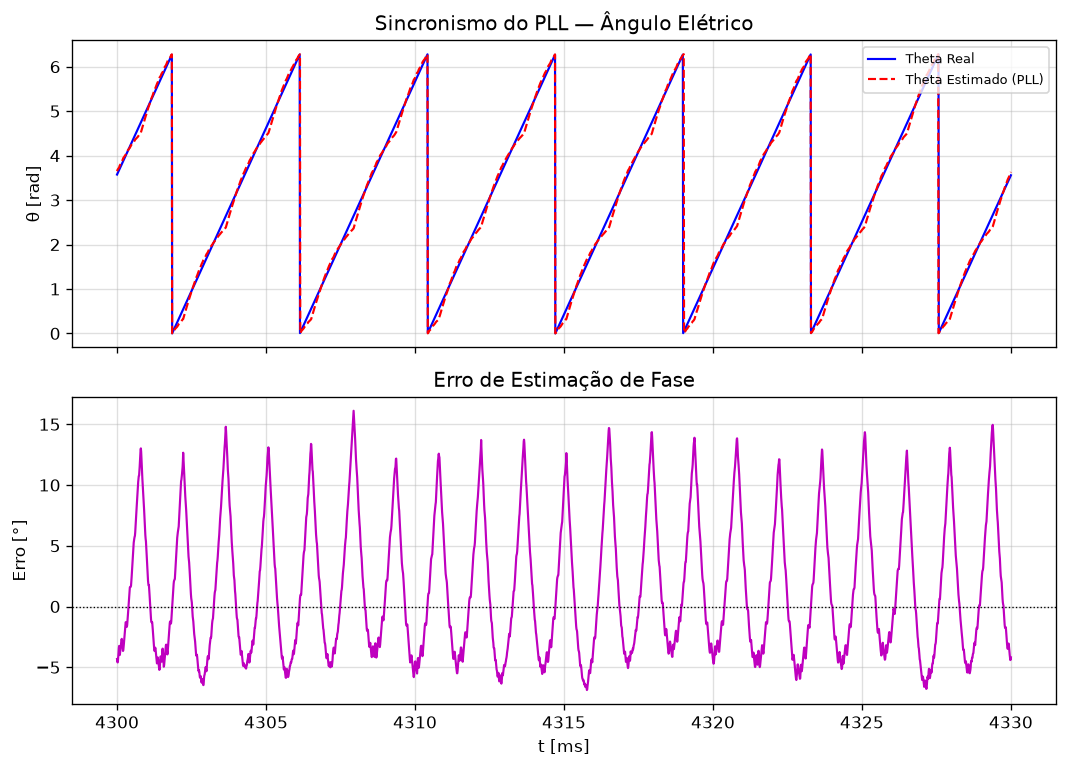 Sincronismo do PLL — Ângulo Elétrico
Theta Real
Theta Estimado (PLL)
6
5
4
3
2
1
0
θ [rad]
Erro de Estimação de Fase
15
10
5
0
−5
Erro [°]
4300 4305 4310 4315 4320 4325 4330
t [ms]